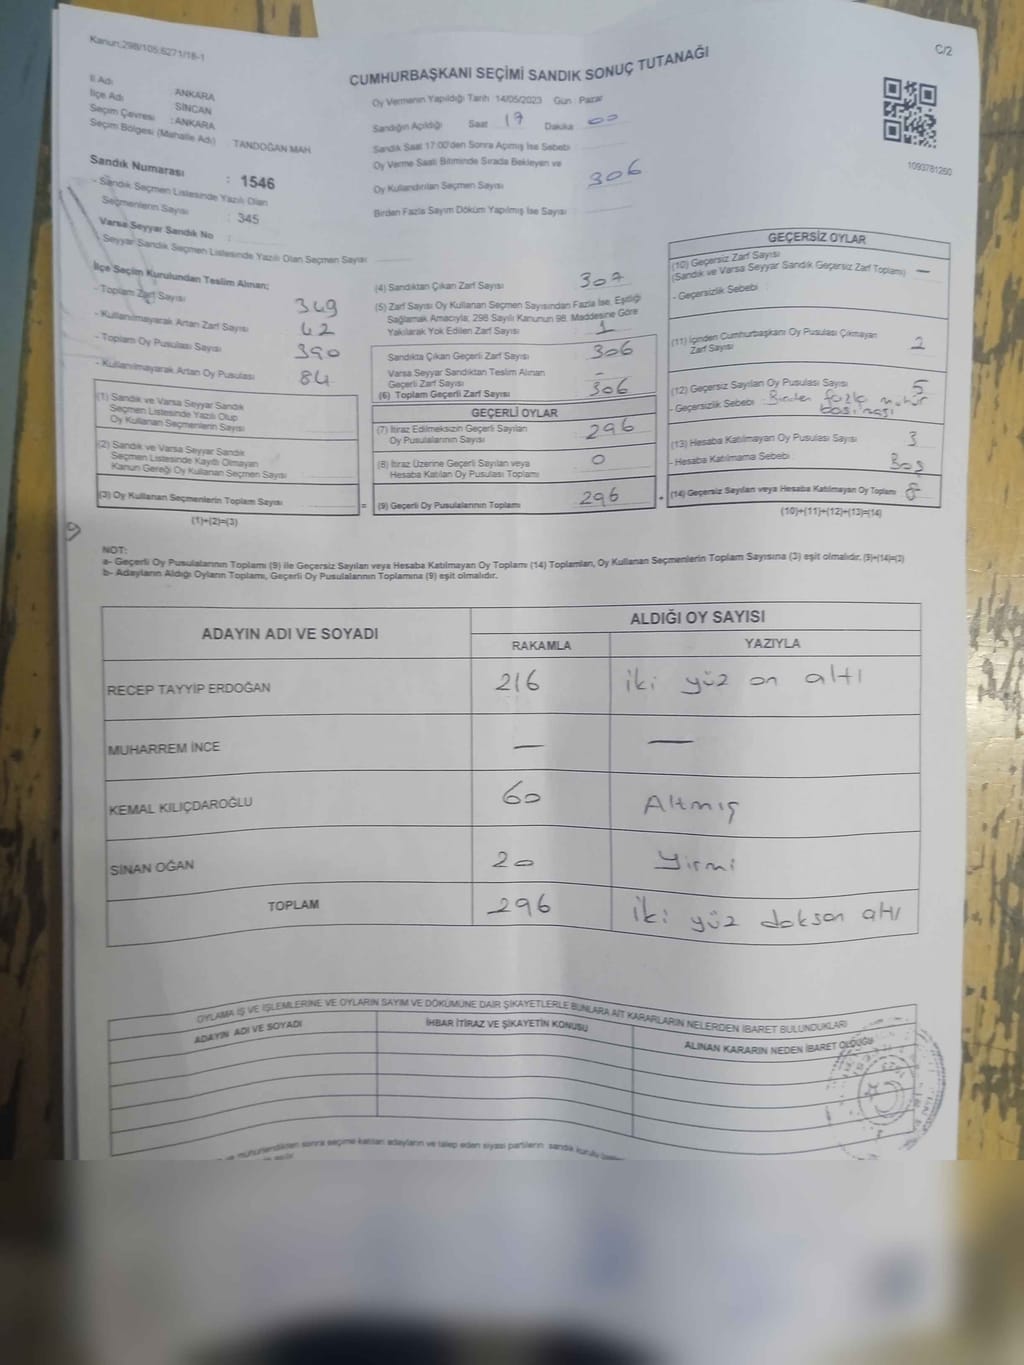 Kanun:298/105;6271/18-1
C/2
CUMHURBAŞKANI SEÇİMİ SANDIK SONUÇ TUTANAĞI
İl Adı : ANKARA
İlçe Adı : SİNCAN
Seçim Çevresi : ANKARA
Seçim Bölgesi (Mahalle Adı) TANDOĞAN MAH
Sandık Numarası : 1546
- Sandık Seçmen Listesinde Yazılı Olan
Seçmenlerin Sayısı : 345
Varsa Seyyar Sandık No :
- Seyyar Sandık Seçmen Listesinde Yazılı Olan Seçmen Sayısı
Oy Vermenin Yapıldığı Tarih : 14/05/2023 Gün : Pazar
Sandığın Açıldığı Saat 17 Dakika 00
Sandık Saat 17:00'den Sonra Açılmış İse Sebebi
Oy Verme Saati Bitiminde Sırada Bekleyen ve
Oy Kullandırılan Seçmen Sayısı 306
Birden Fazla Sayım Döküm Yapılmış İse Sayısı
1093781260
İlçe Seçim Kurulundan Teslim Alınan;
- Toplam Zarf Sayısı 349
- Kullanılmayarak Artan Zarf Sayısı 42
- Toplam Oy Pusulası Sayısı 390
- Kullanılmayarak Artan Oy Pusulası 84
(1) Sandık ve Varsa Seyyar Sandık
Seçmen Listesinde Yazılı Olup
Oy Kullanan Seçmenlerin Sayısı
(2) Sandık ve Varsa Seyyar Sandık
Seçmen Listesinde Kayıtlı Olmayan
Kanun Gereği Oy Kullanan Seçmen Sayısı
(3) Oy Kullanan Seçmenlerin Toplam Sayısı
(1)+(2)=(3)
(4) Sandıktan Çıkan Zarf Sayısı 307
(5) Zarf Sayısı Oy Kullanan Seçmen Sayısından Fazla İse, Eşitliği
Sağlamak Amacıyla; 298 Sayılı Kanunun 98. Maddesine Göre
Yakılarak Yok Edilen Zarf Sayısı 1
Sandıkta Çıkan Geçerli Zarf Sayısı 306
Varsa Seyyar Sandıktan Teslim Alınan
Geçerli Zarf Sayısı -
(6) Toplam Geçerli Zarf Sayısı 306
GEÇERLİ OYLAR
(7) İtiraz Edilmeksizin Geçerli Sayılan
Oy Pusulalarının Sayısı 296
(8) İtiraz Üzerine Geçerli Sayılan veya
Hesaba Katılan Oy Pusulası Toplamı 0
= (9) Geçerli Oy Pusulalarının Toplamı 296
GEÇERSİZ OYLAR
(10) Geçersiz Zarf Sayısı
(Sandık ve Varsa Seyyar Sandık Geçersiz Zarf Toplamı) —
- Geçersizlik Sebebi :
(11) İçinden Cumhurbaşkanı Oy Pusulası Çıkmayan
Zarf Sayısı 2
(12) Geçersiz Sayılan Oy Pusulası Sayısı 5
- Geçersizlik Sebebi : Birden fazla mühür
basılması
(13) Hesaba Katılmayan Oy Pusulası Sayısı 3
- Hesaba Katılmama Sebebi :
+ (14) Geçersiz Sayılan veya Hesaba Katılmayan Oy Toplamı 8
(10)+(11)+(12)+(13)=(14)
NOT:
a- Geçerli Oy Pusulalarının Toplamı (9) ile Geçersiz Sayılan veya Hesaba Katılmayan Oy Toplamı (14) Toplamları, Oy Kullanan Seçmenlerin Toplam Sayısına (3) eşit olmalıdır. (9)+(14)=(3)
b- Adayların Aldığı Oyların Toplamı, Geçerli Oy Pusulalarının Toplamına (9) eşit olmalıdır.
ADAYIN ADI VE SOYADI
ALDIĞI OY SAYISI
RAKAMLA YAZIYLA
RECEP TAYYİP ERDOĞAN 216 iki yüz on altı
MUHARREM İNCE — —
KEMAL KILIÇDAROĞLU 60 Altmış
SİNAN OĞAN 20 Yirmi
TOPLAM 296 iki yüz doksan altı
OYLAMA İŞ VE İŞLEMLERİNE VE OYLARIN SAYIM VE DÖKÜMÜNE DAİR ŞİKAYETLERLE BUNLARA AİT KARARLARIN NELERDEN İBARET BULUNDUKLARI
ADAYIN ADI VE SOYADI
İHBAR İTİRAZ VE ŞİKAYETİN KONUSU
ALINAN KARARIN NEDEN İBARET OLDUĞU
mühürlendikten sonra seçime katılan adayların ve talep eden siyasi partilerin sandık kurulu